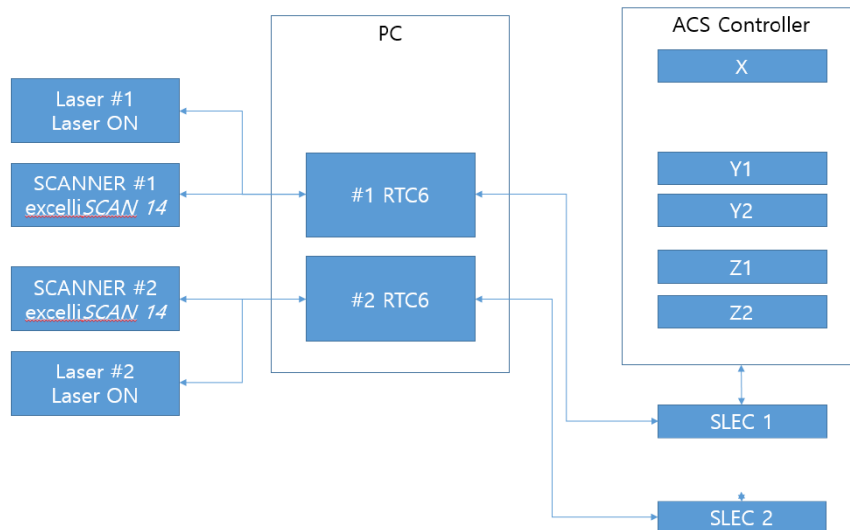 PC
ACS Controller
X
Laser #1
Laser ON
SCANNER #1
excelliSCAN 14
#1 RTC6
Y1
Y2
SCANNER #2
excelliSCAN 14
#2 RTC6
Z1
Z2
Laser #2
Laser ON
SLEC 1
SLEC 2